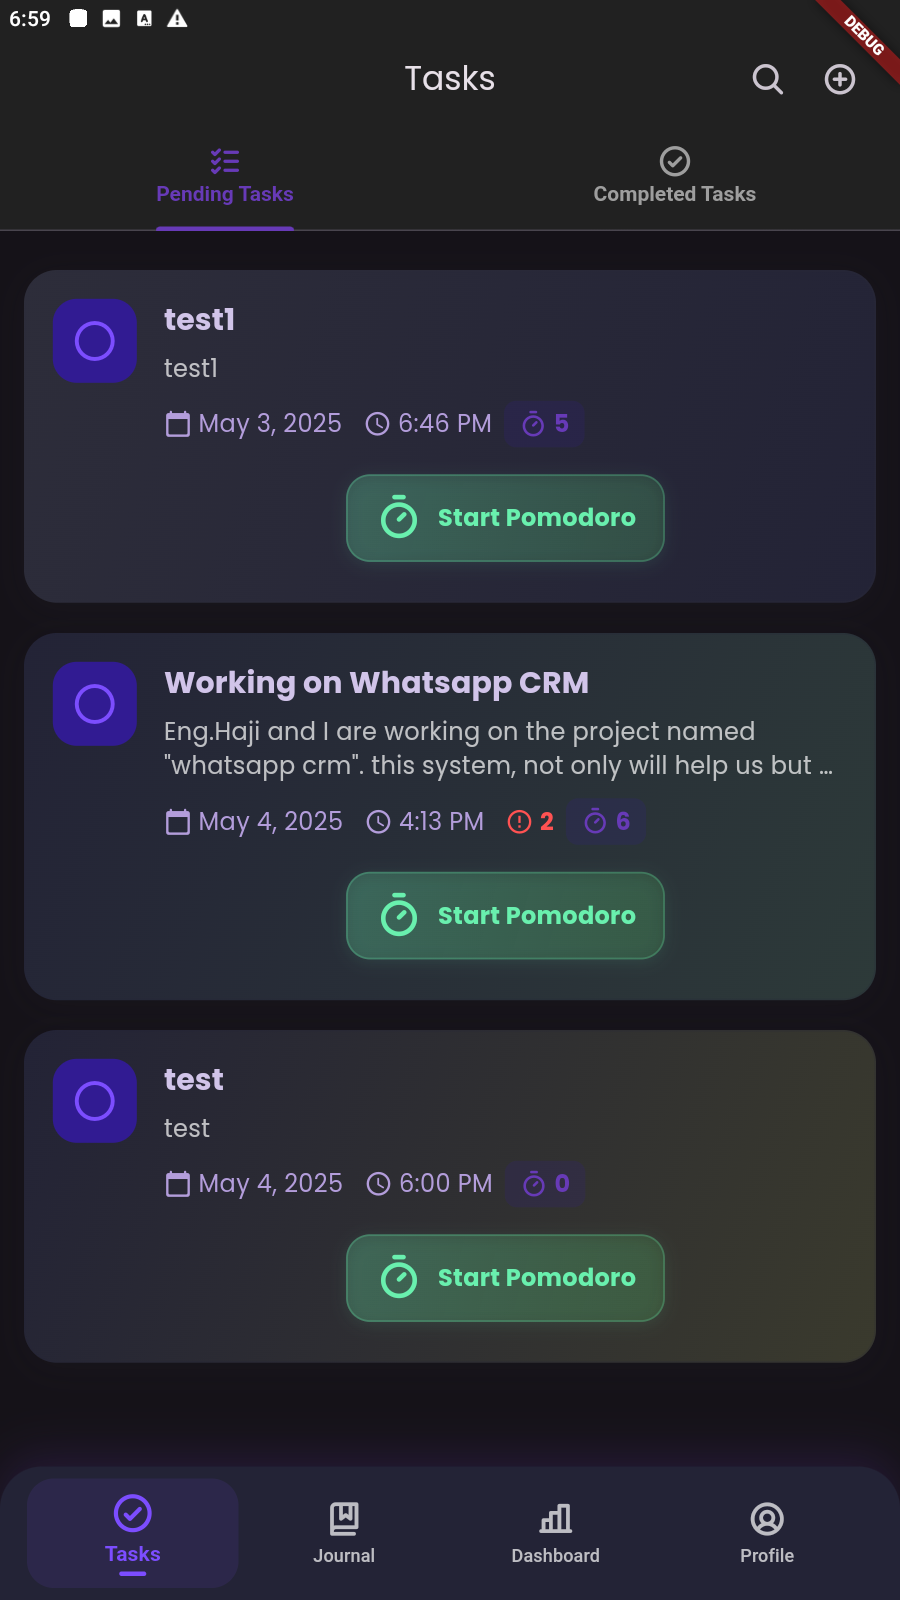 6:59
DEBUG
Tasks
Pending Tasks
Completed Tasks
test1
test1
May 3, 2025 6:46 PM 5
Start Pomodoro
Working on Whatsapp CRM
Eng.Haji and I are working on the project named
"whatsapp crm". this system, not only will help us but ...
May 4, 2025 4:13 PM 2 6
Start Pomodoro
test
test
May 4, 2025 6:00 PM 0
Start Pomodoro
Tasks
Journal
Dashboard
Profile